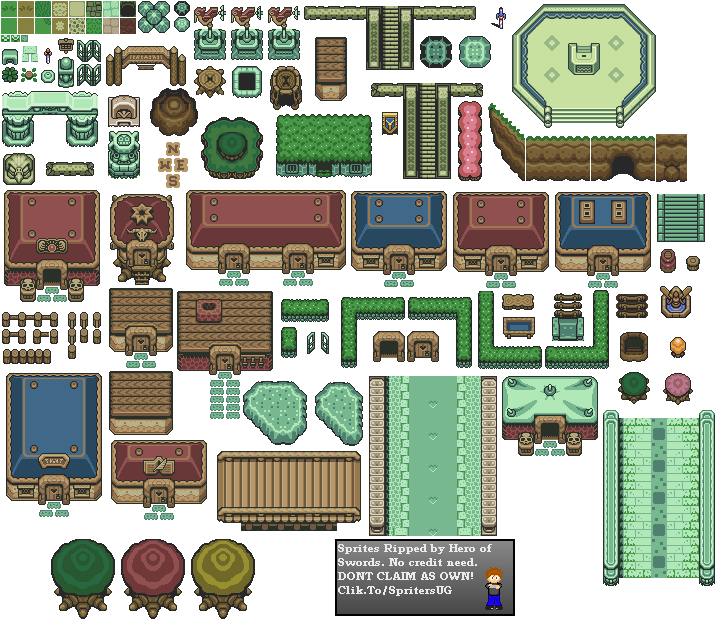 N
W E
S
Sprites Ripped by Hero of
Swords. No credit need.
DONT CLAIM AS OWN!
Clik.To/SpritersUG